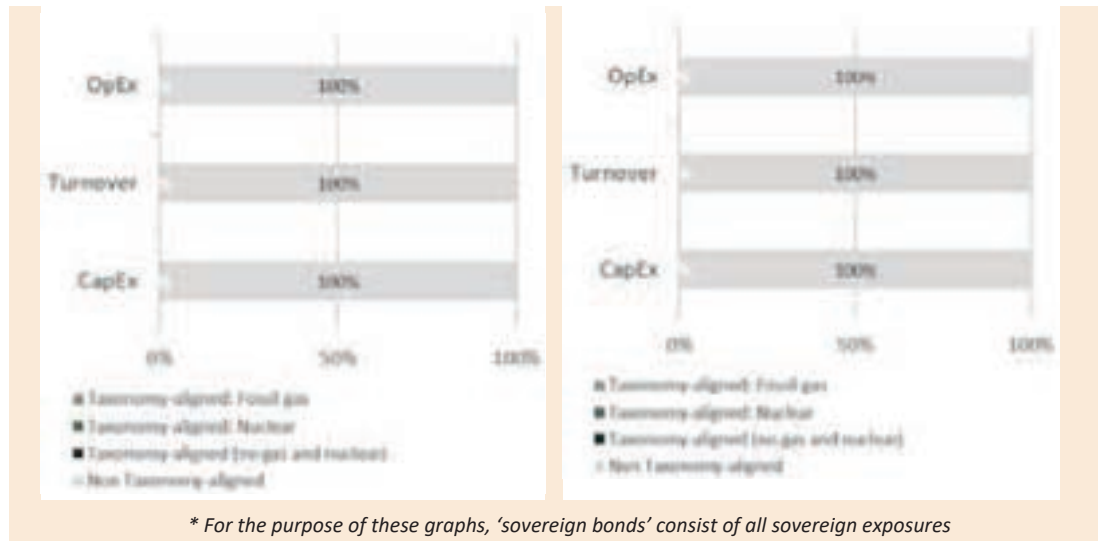 OpEx
100%
Turnover
100%
CapEx
100%
0% 50% 100%
Taxonomy-aligned: Fossil gas
Taxonomy-aligned: Nuclear
Taxonomy-aligned (no gas and nuclear)
Non Taxonomy-aligned
OpEx
100%
Turnover
100%
CapEx
100%
0% 50% 100%
Taxonomy-aligned: Fossil gas
Taxonomy-aligned: Nuclear
Taxonomy-aligned (no gas and nuclear)
Non Taxonomy-aligned
* For the purpose of these graphs, ‘sovereign bonds’ consist of all sovereign exposures